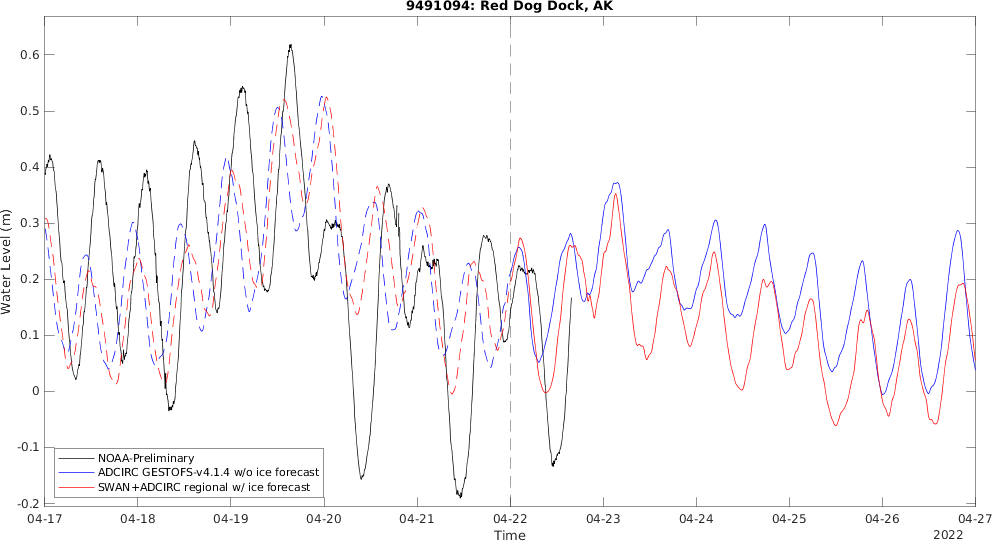 9491094: Red Dog Dock, AK
Water Level (m)
0.6
0.5
0.4
0.3
0.2
0.1
0
-0.1
-0.2
NOAA-Preliminary
ADCIRC GESTOFS-v4.1.4 w/o ice forecast
SWAN+ADCIRC regional w/ ice forecast
04-17 04-18 04-19 04-20 04-21 04-22 04-23 04-24 04-25 04-26 04-27
Time
2022